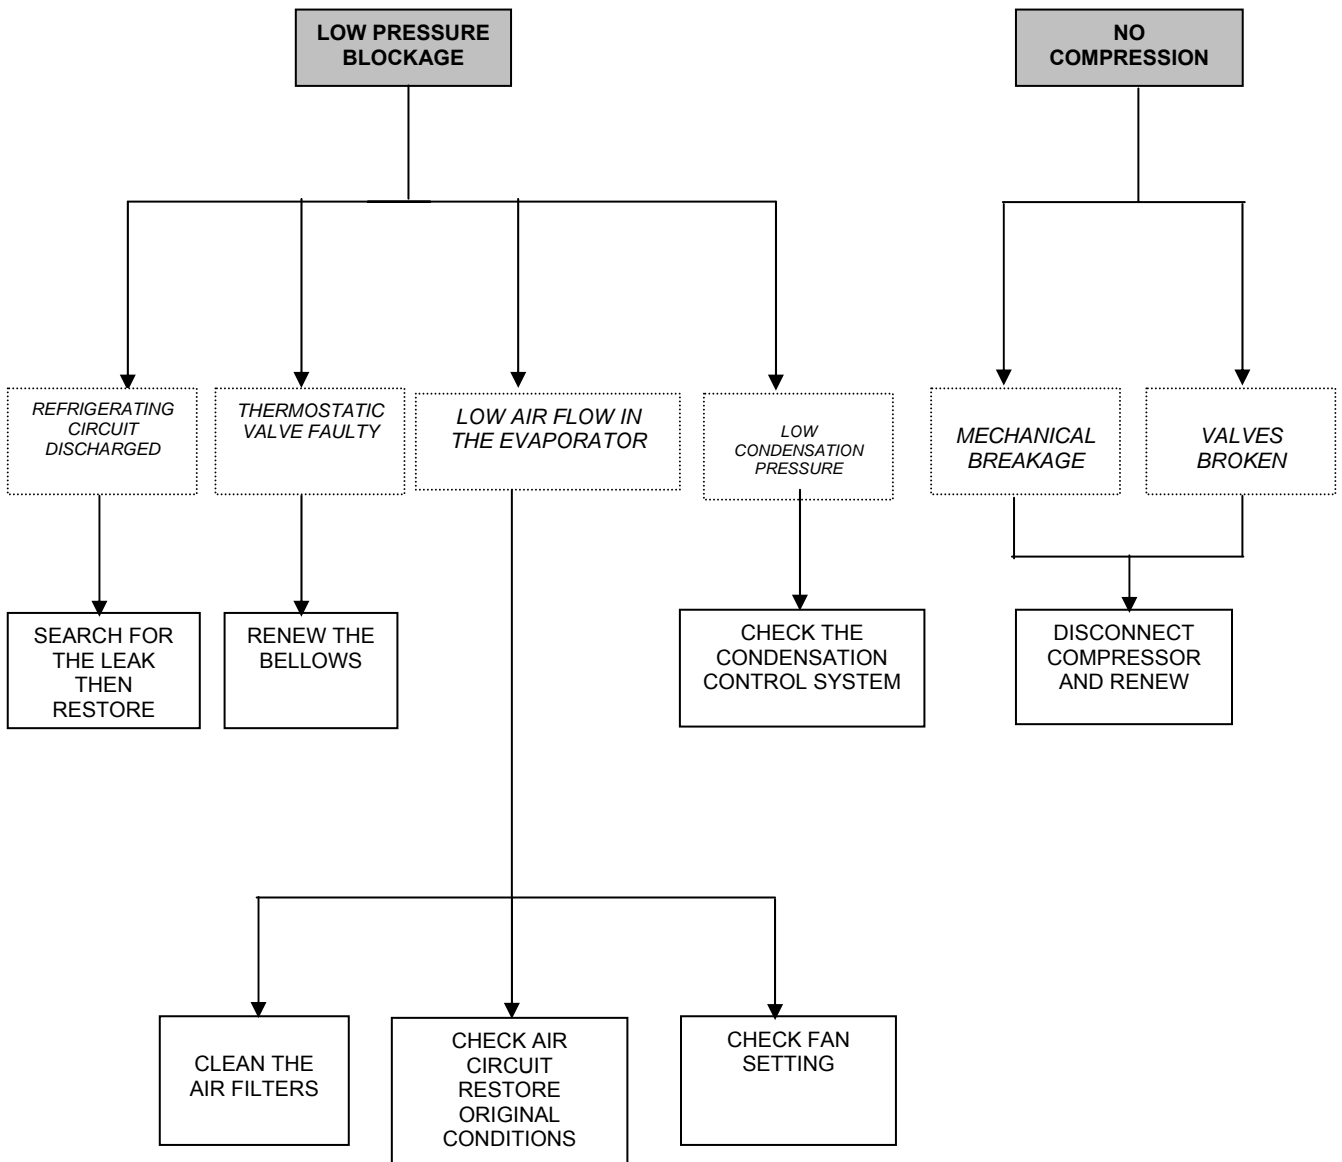 LOW PRESSURE
BLOCKAGE
NO
COMPRESSION
REFRIGERATING
CIRCUIT
DISCHARGED
THERMOSTATIC
VALVE FAULTY
LOW AIR FLOW IN
THE EVAPORATOR
LOW
CONDENSATION
PRESSURE
MECHANICAL
BREAKAGE
VALVES
BROKEN
SEARCH FOR
THE LEAK
THEN
RESTORE
RENEW THE
BELLOWS
CHECK THE
CONDENSATION
CONTROL SYSTEM
DISCONNECT
COMPRESSOR
AND RENEW
CLEAN THE
AIR FILTERS
CHECK AIR
CIRCUIT
RESTORE
ORIGINAL
CONDITIONS
CHECK FAN
SETTING